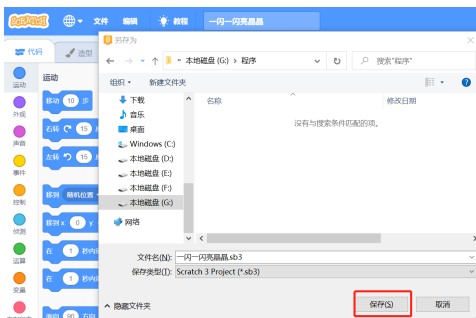 SCRATCH
文件 编辑 教程 一闪一闪亮晶晶
另存为
代码 造型
本地磁盘 (G:) > 程序
搜索"程序"
组织 新建文件夹
运动
外观
声音
事件
控制
侦测
运算
变量
运动
移动 10 步
右转 15
左转 15
移到 随机位置
移到 x: 0 y:
在 1 秒内
在 1 秒内
面向 90 方向
下载
音乐
桌面
Windows (C:)
本地磁盘 (D:)
本地磁盘 (E:)
本地磁盘 (F:)
本地磁盘 (G:)
网络
名称 修改日期
没有与搜索条件匹配的项。
文件名(N): 一闪一闪亮晶晶.sb3
保存类型(T): Scratch 3 Project (*.sb3)
隐藏文件夹
保存(S) 取消